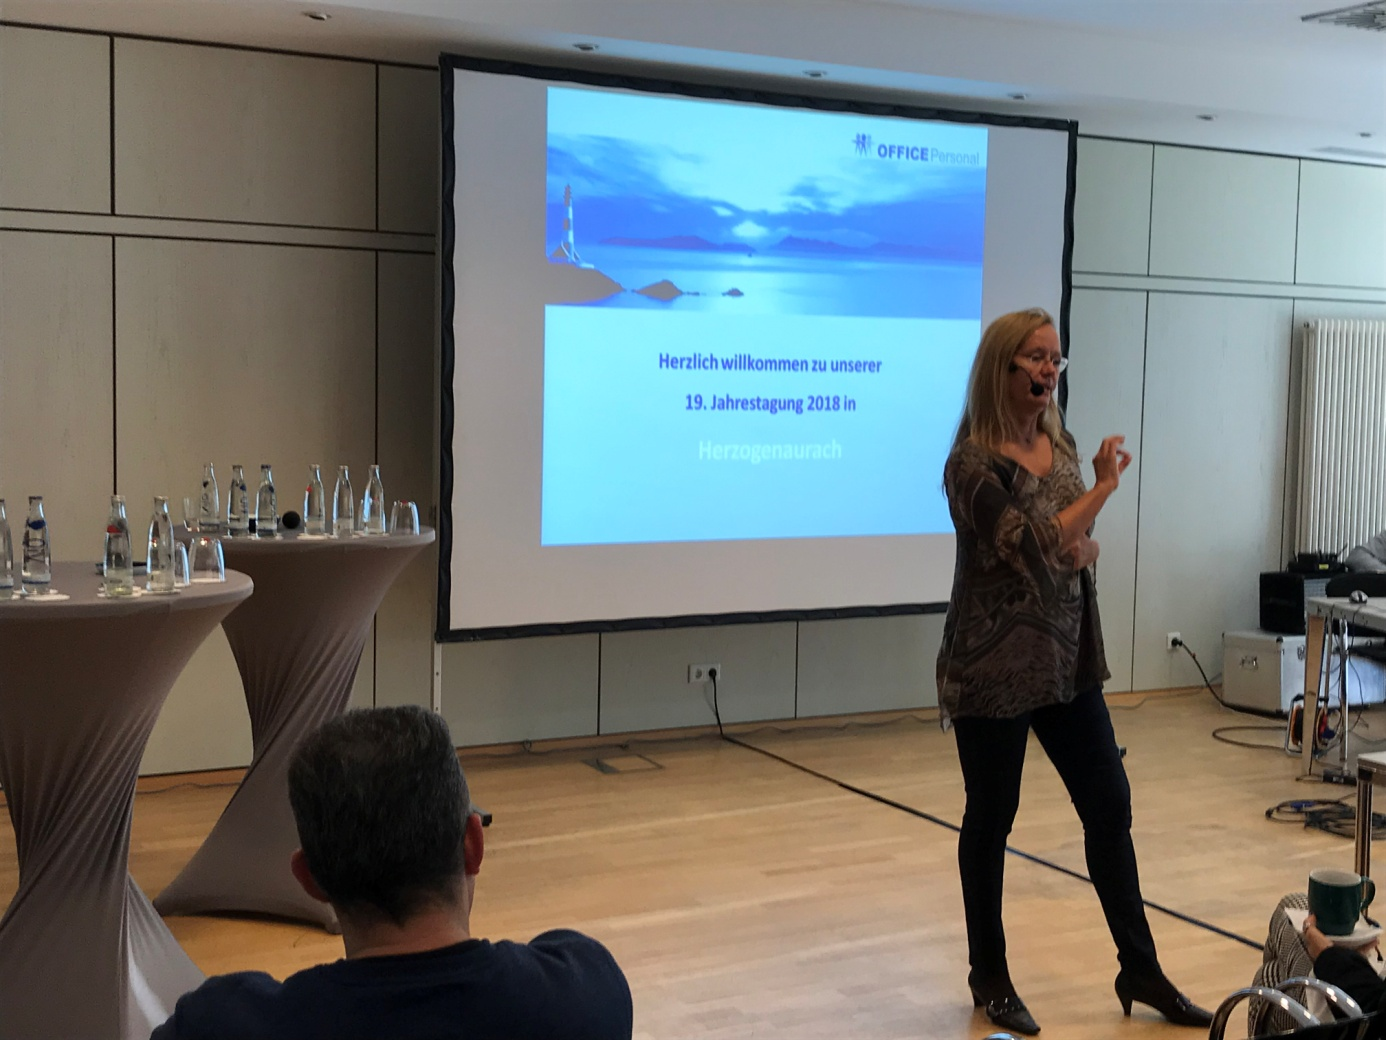 OFFICE Personal
Herzlich willkommen zu unserer
19. Jahrestagung 2018 in
Herzogenaurach